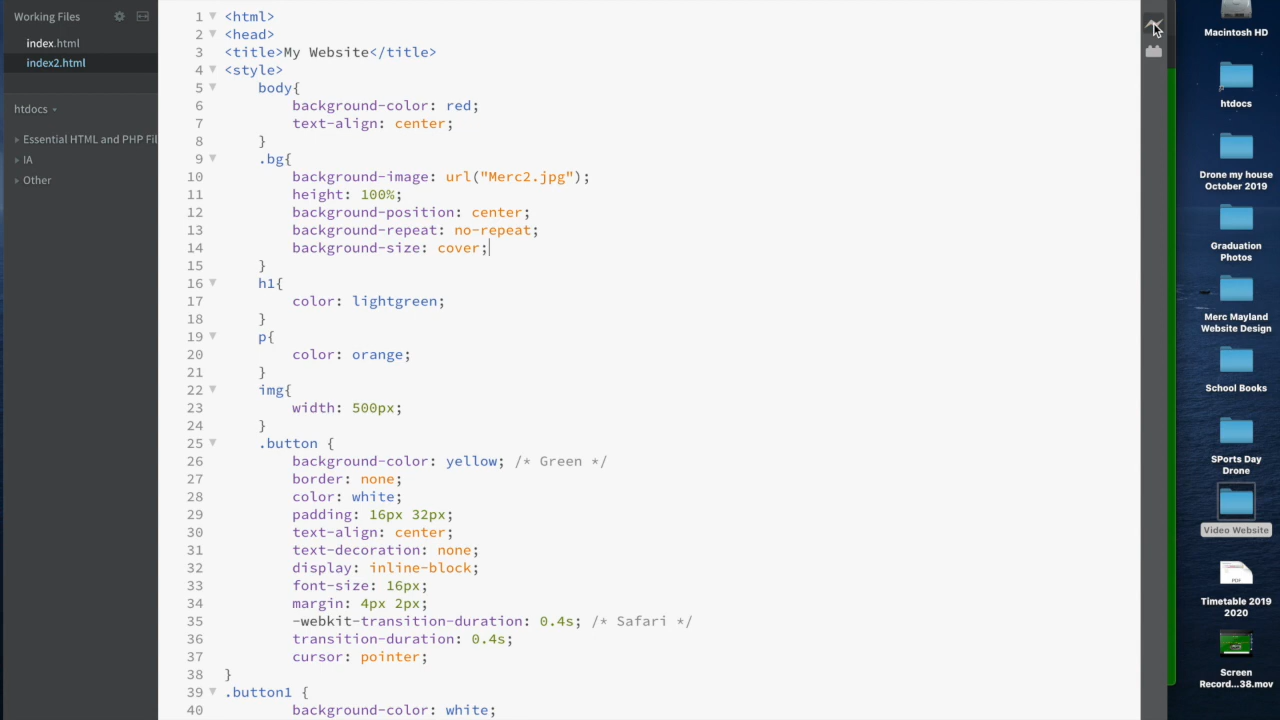 Working Files
index.html
index2.html
htdocs
Essential HTML and PHP Fil
IA
Other
1 <html>
2 <head>
3 <title>My Website</title>
4 <style>
5 body{
6 background-color: red;
7 text-align: center;
8 }
9 .bg{
10 background-image: url("Merc2.jpg");
11 height: 100%;
12 background-position: center;
13 background-repeat: no-repeat;
14 background-size: cover;
15 }
16 h1{
17 color: lightgreen;
18 }
19 p{
20 color: orange;
21 }
22 img{
23 width: 500px;
24 }
25 .button {
26 background-color: yellow; /* Green */
27 border: none;
28 color: white;
29 padding: 16px 32px;
30 text-align: center;
31 text-decoration: none;
32 display: inline-block;
33 font-size: 16px;
34 margin: 4px 2px;
35 -webkit-transition-duration: 0.4s; /* Safari */
36 transition-duration: 0.4s;
37 cursor: pointer;
38 }
39 .button1 {
40 background-color: white;
Macintosh HD
htdocs
Drone my house
October 2019
Graduation
Photos
Merc Mayland
Website Design
School Books
SPorts Day
Drone
Video Website
PDF
Timetable 2019
2020
Screen
Record...38.mov